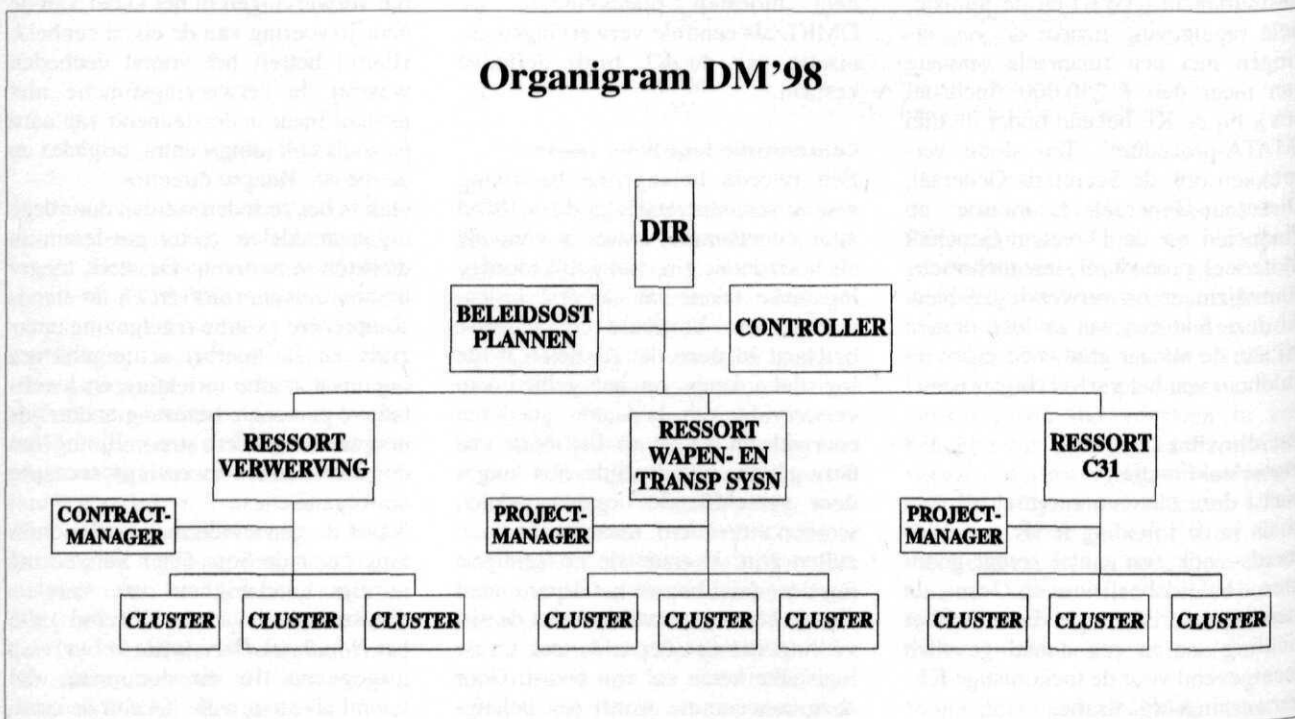 Organigram DM'98
DIR
BELEIDSOST
PLANNEN
CONTROLLER
RESSORT
VERWERVING
RESSORT
WAPEN- EN
TRANSP SYSN
RESSORT
C31
CONTRACT-
MANAGER
PROJECT-
MANAGER
PROJECT-
MANAGER
CLUSTER
CLUSTER
CLUSTER
CLUSTER
CLUSTER
CLUSTER
CLUSTER
CLUSTER
CLUSTER